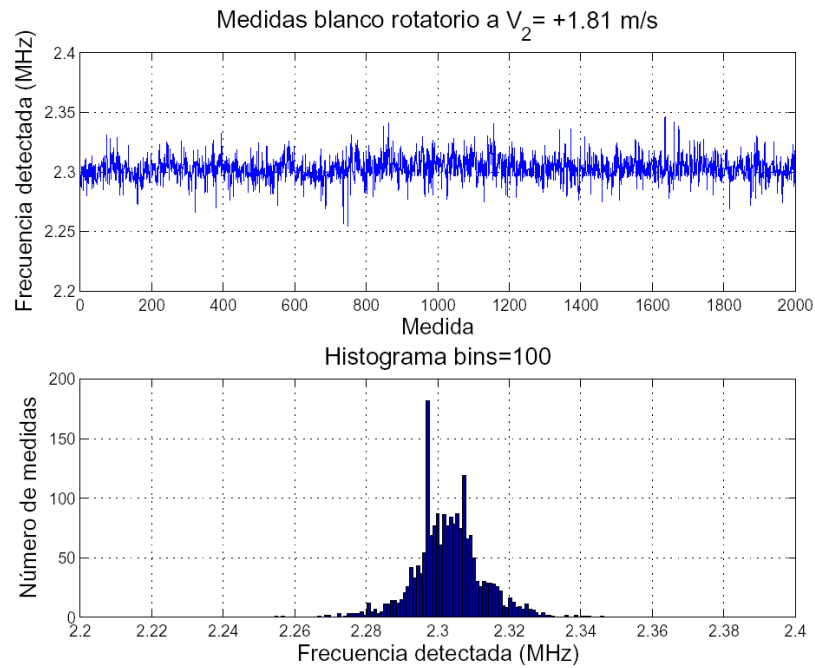 Medidas blanco rotatorio a V₂= +1.81 m/s
Frecuencia detectada (MHz)
2.4
2.35
2.3
2.25
2.2
0 200 400 600 800 1000 1200 1400 1600 1800 2000
Medida
Histograma bins=100
Número de medidas
200
150
100
50
0
2.2 2.22 2.24 2.26 2.28 2.3 2.32 2.34 2.36 2.38 2.4
Frecuencia detectada (MHz)